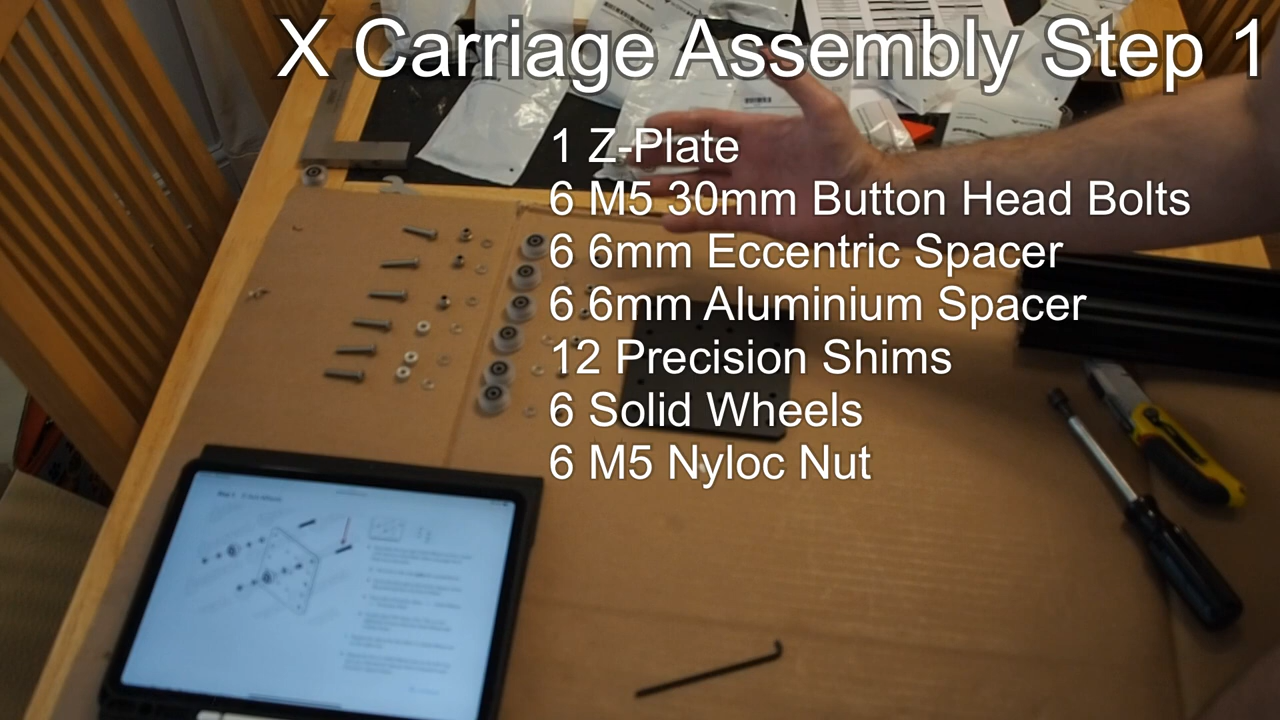 X Carriage Assembly Step 1
1 Z-Plate
6 M5 30mm Button Head Bolts
6 6mm Eccentric Spacer
6 6mm Aluminium Spacer
12 Precision Shims
6 Solid Wheels
6 M5 Nyloc Nut